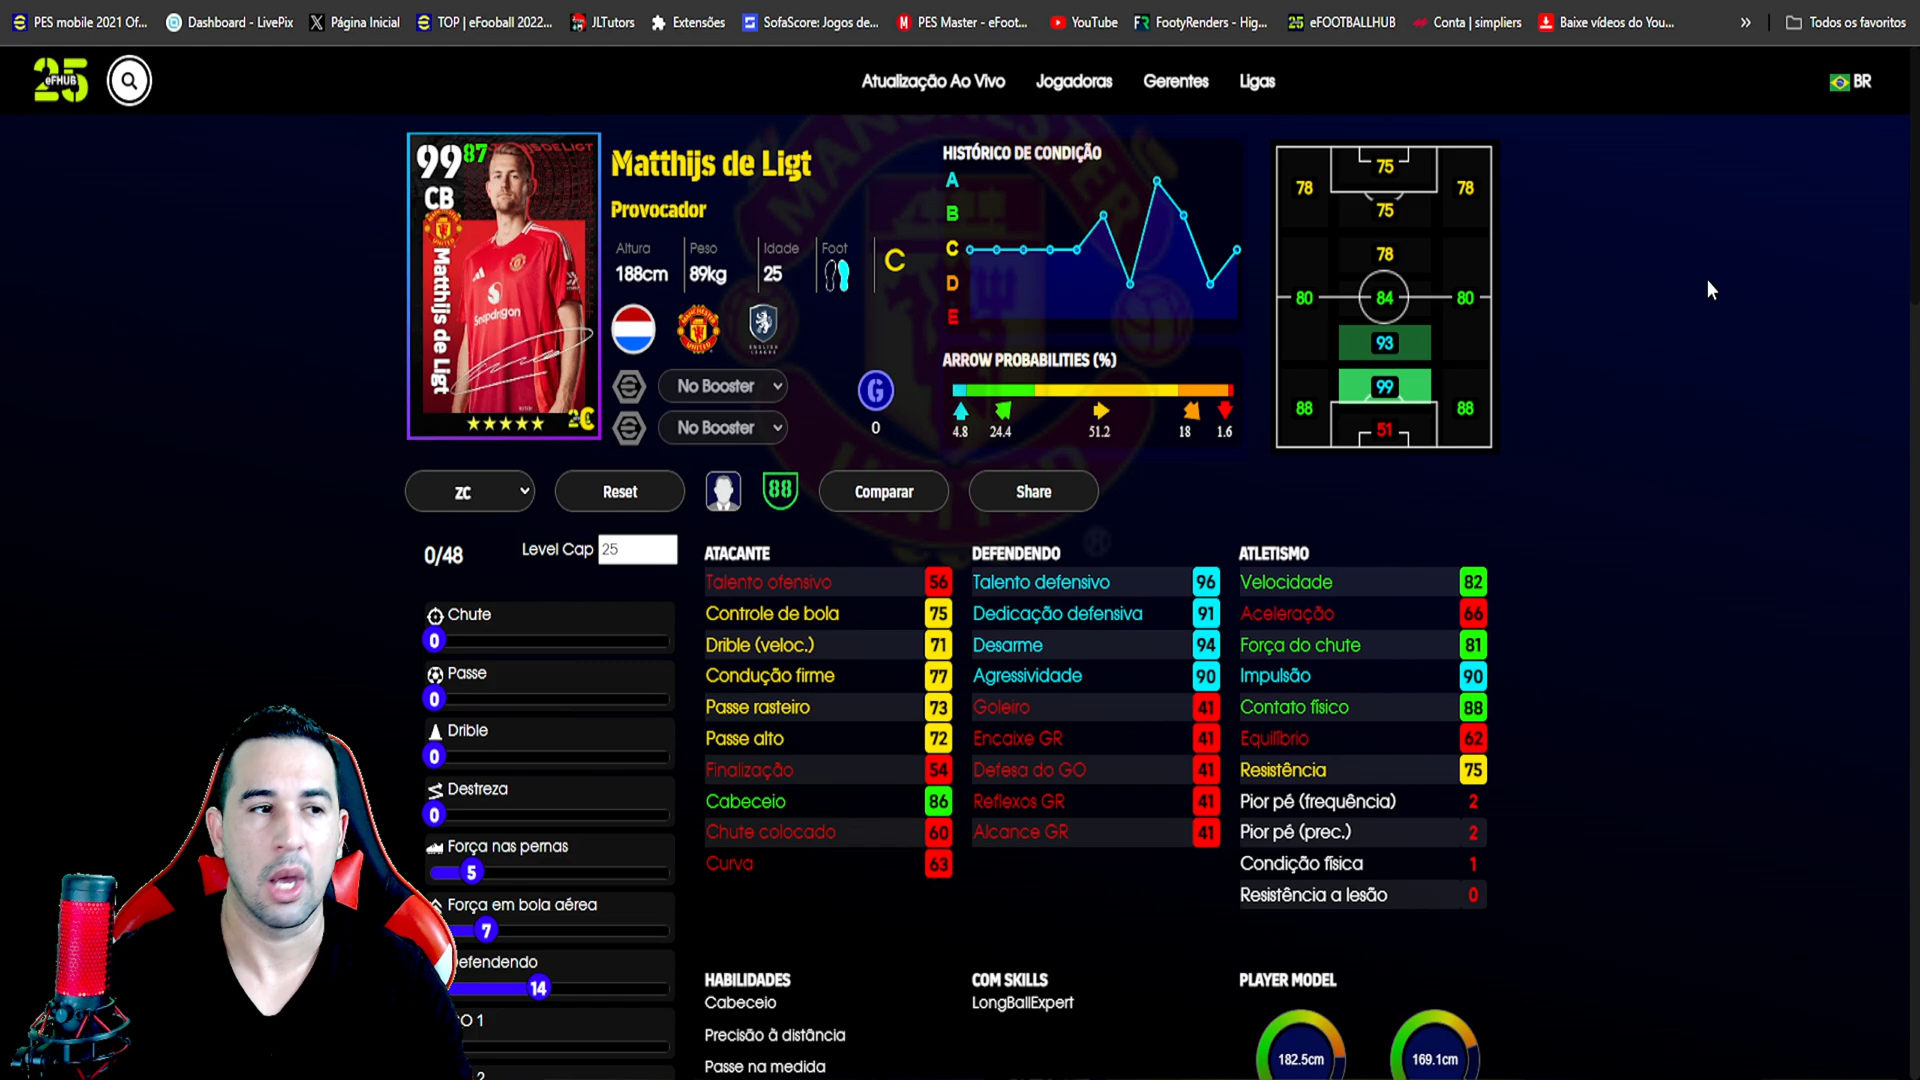 PES mobile 2021 Of...
Dashboard - LivePix
Página Inicial
TOP | eFooball 2022...
JLTutors
Extensões
SofaScore: Jogos de...
PES Master - eFoot...
YouTube
FootyRenders - Hig...
eFOOTBALLHUB
Conta | simpliers
Baixe vídeos do You...
»
Todos os favoritos
25
eFHUB
Atualização Ao Vivo
Jogadoras
Gerentes
Ligas
BR
99 87
CB
Matthijs de Ligt
Snapdragon
Matthijs de Ligt
Provocador
Altura
188cm
Peso
89kg
Idade
25
Foot
C
No Booster
No Booster
G
0
HISTÓRICO DE CONDIÇÃO
A
B
C
D
E
ARROW PROBABILITIES (%)
4.8 24.4 51.2 18 1.6
75
78 78
75
78
80 84 80
93
99
88 88
51
ZC
Reset
88
Comparar
Share
0/48
Level Cap 25
Chute
0
Passe
0
Drible
0
Destreza
0
Força nas pernas
5
Força em bola aérea
7
efendendo
14
O 1
2
ATACANTE
Talento ofensivo 56
Controle de bola 75
Drible (veloc.) 71
Condução firme 77
Passe rasteiro 73
Passe alto 72
Finalização 54
Cabeceio 86
Chute colocado 60
Curva 63
DEFENDENDO
Talento defensivo 96
Dedicação defensiva 91
Desarme 94
Agressividade 90
Goleiro 41
Encaixe GR 41
Defesa do GO 41
Reflexos GR 41
Alcance GR 41
ATLETISMO
Velocidade 82
Aceleração 66
Força do chute 81
Impulsão 90
Contato físico 88
Equilíbrio 62
Resistência 75
Pior pé (frequência) 2
Pior pé (prec.) 2
Condição física 1
Resistência a lesão 0
HABILIDADES
Cabeceio
Precisão à distância
Passe na medida
COM SKILLS
LongBallExpert
PLAYER MODEL
182.5cm
169.1cm